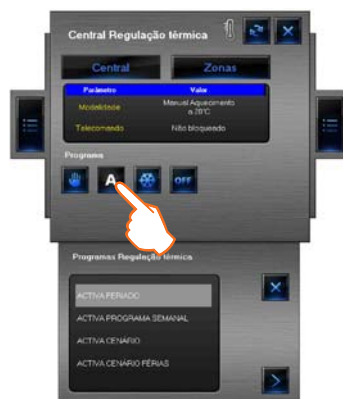 Central Regulação térmica
Central Zonas
Parâmetro Valor
Modalidade Manual Aquecimento
a 20°C
Telecomando Não bloqueado
Programa
A OFF
Programas Regulação térmica
ACTIVA FERIADO
ACTIVA PROGRAMA SEMANAL
ACTIVA CENÁRIO
ACTIVA CENÁRIO FÉRIAS